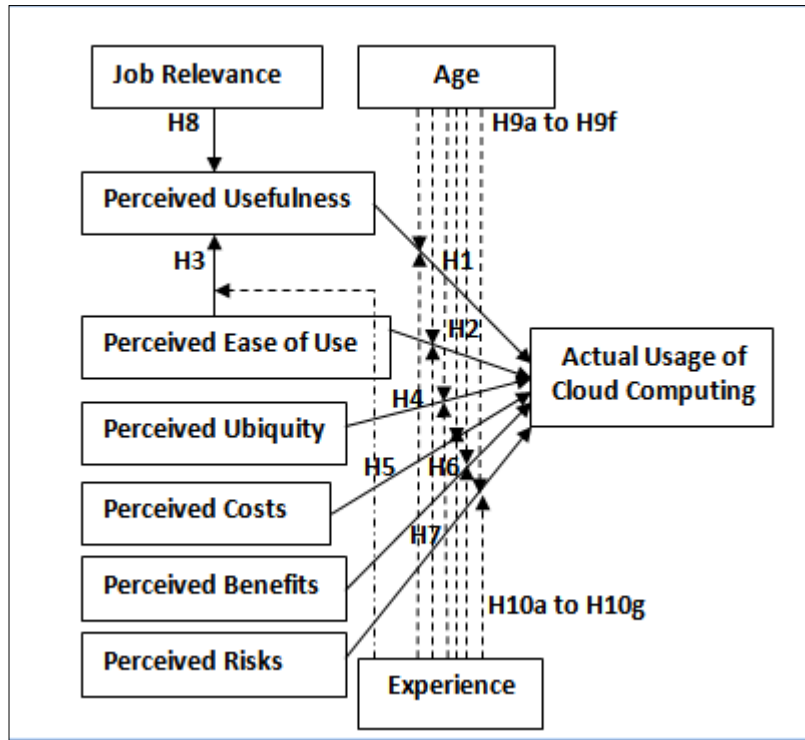 Job Relevance
Age
H8
H9a to H9f
Perceived Usefulness
H3
H1
Perceived Ease of Use
H2
Actual Usage of
Cloud Computing
Perceived Ubiquity
H4
H5
H6
Perceived Costs
H7
Perceived Benefits
H10a to H10g
Perceived Risks
Experience